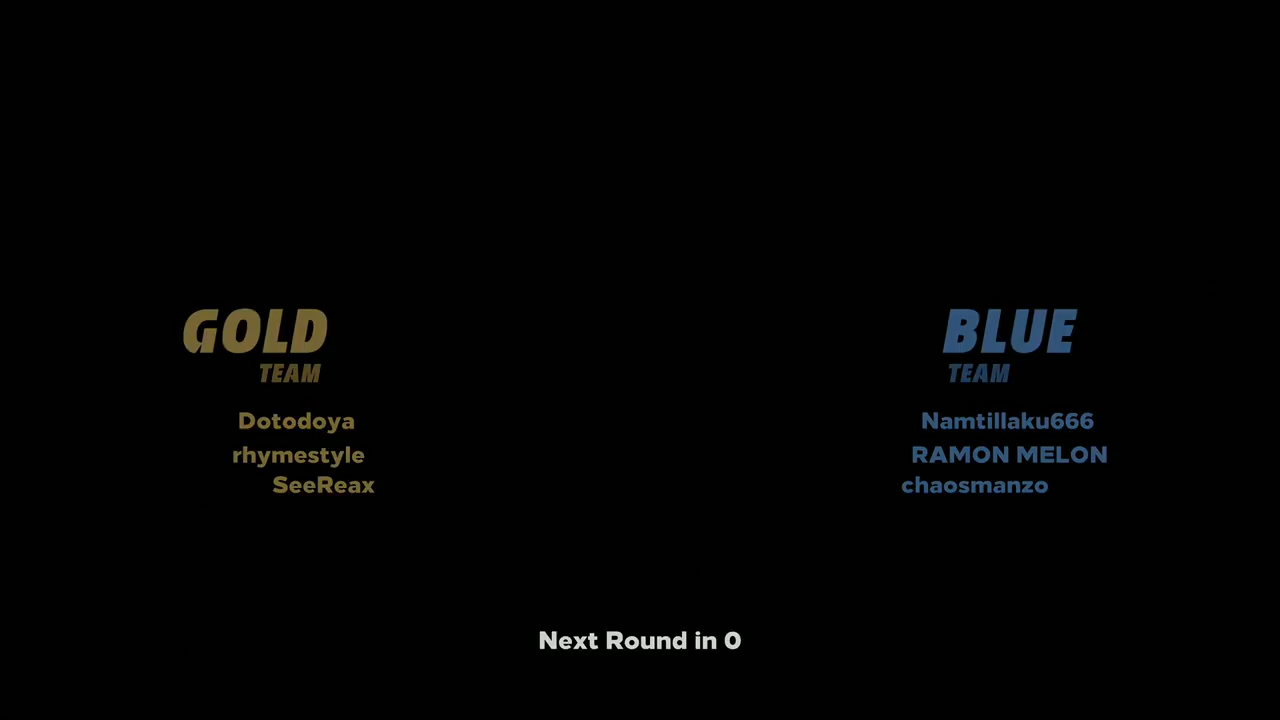 GOLD
TEAM
Dotodoya
rhymestyle
SeeReax
BLUE
TEAM
Namtillaku666
RAMON MELON
chaosmanzo
Next Round in 0